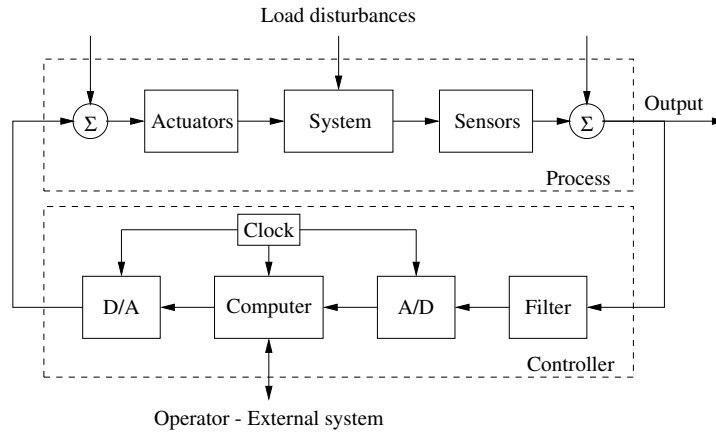 Load disturbances
Output
Σ
Actuators
System
Sensors
Σ
Process
Clock
D/A
Computer
A/D
Filter
Controller
Operator - External system